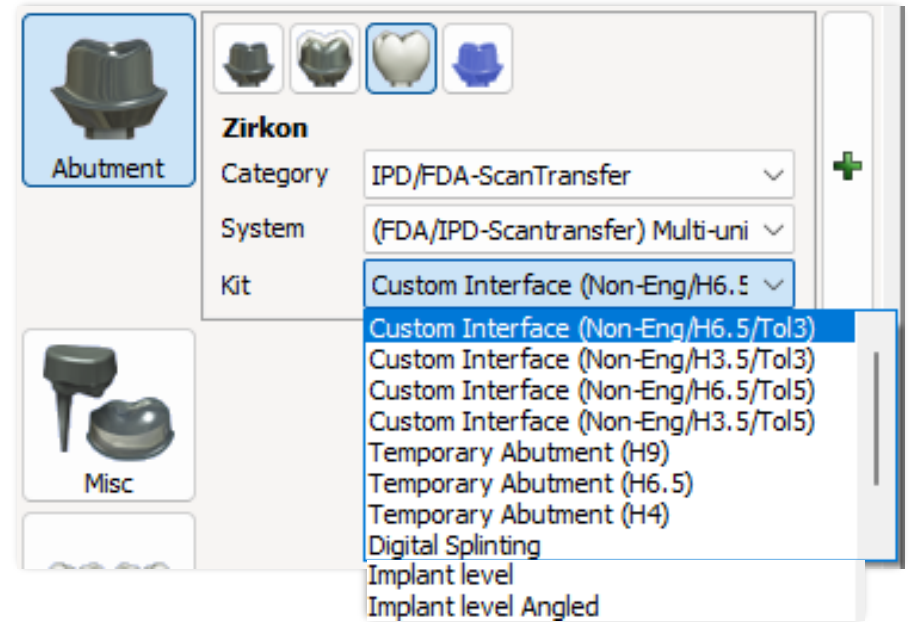 Abutment
Zirkon
Category IPD/FDA-ScanTransfer
System (FDA/IPD-Scantransfer) Multi-uni
Kit Custom Interface (Non-Eng/H6.5
Custom Interface (Non-Eng/H6.5/Tol3)
Custom Interface (Non-Eng/H3.5/Tol3)
Custom Interface (Non-Eng/H6.5/Tol5)
Custom Interface (Non-Eng/H3.5/Tol5)
Temporary Abutment (H9)
Temporary Abutment (H6.5)
Temporary Abutment (H4)
Digital Splinting
Implant level
Implant level Angled
Misc